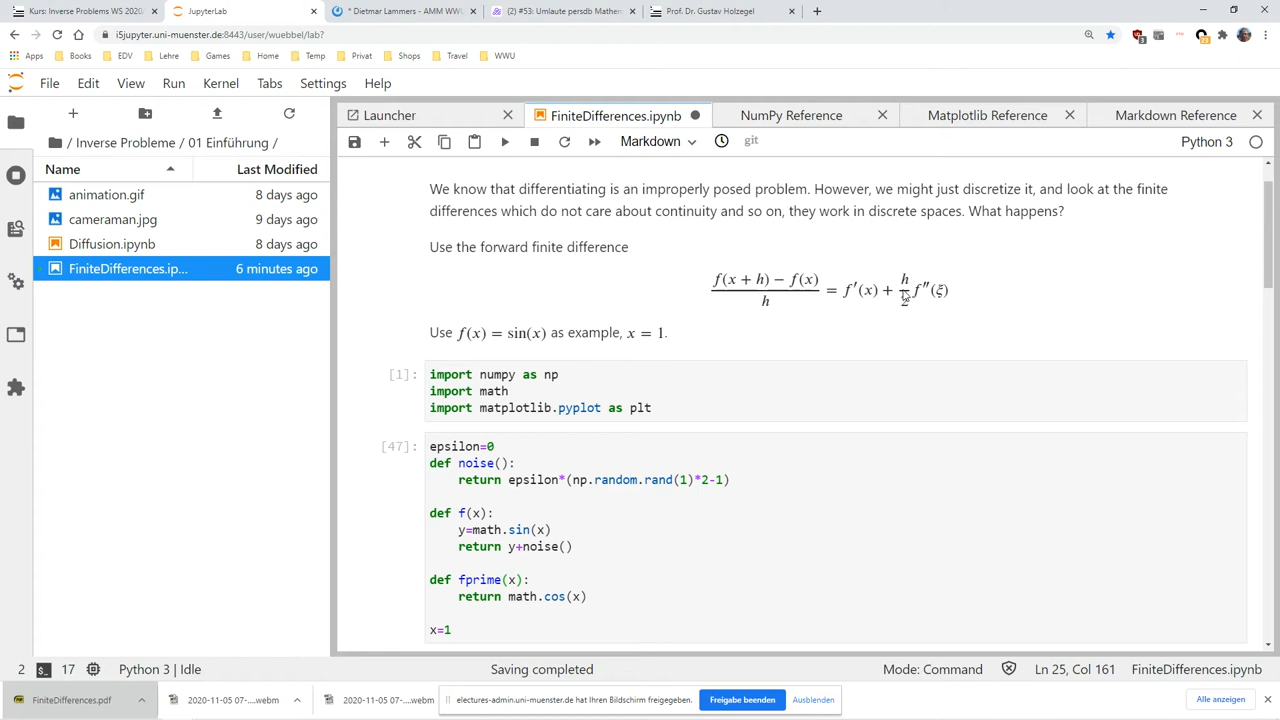 Kurs: Inverse Problems WS 2020/
JupyterLab
* Dietmar Lammers - AMM WWU
(2) #53: Umlaute persdb Mathem
Prof. Dr. Gustav Holzegel
i5jupyter.uni-muenster.de:8443/user/wuebbel/lab?
Apps
Books
EDV
Lehre
Games
Home
Temp
Privat
Shops
Travel
WWU
File Edit View Run Kernel Tabs Settings Help
Launcher
FiniteDifferences.ipynb
NumPy Reference
Matplotlib Reference
Markdown Reference
/ Inverse Probleme / 01 Einführung /
Markdown
git
Python 3
Name
Last Modified
animation.gif 8 days ago
cameraman.jpg 9 days ago
Diffusion.ipynb 8 days ago
FiniteDifferences.ip... 6 minutes ago
We know that differentiating is an improperly posed problem. However, we might just discretize it, and look at the finite
differences which do not care about continuity and so on, they work in discrete spaces. What happens?
Use the forward finite difference
f(x + h) − f(x) / h = f′(x) + h/2 f″(ξ)
Use f(x) = sin(x) as example, x = 1.
[1]:
import numpy as np
import math
import matplotlib.pyplot as plt
[47]:
epsilon=0
def noise():
return epsilon*(np.random.rand(1)*2-1)
def f(x):
y=math.sin(x)
return y+noise()
def fprime(x):
return math.cos(x)
x=1
2
17
Python 3 | Idle
Saving completed
Mode: Command
Ln 25, Col 161
FiniteDifferences.ipynb
FiniteDifferences.pdf
2020-11-05 07-....webm
2020-11-05 07-....webm
electures-admin.uni-muenster.de hat Ihren Bildschirm freigegeben.
Freigabe beenden
Ausblenden
Alle anzeigen